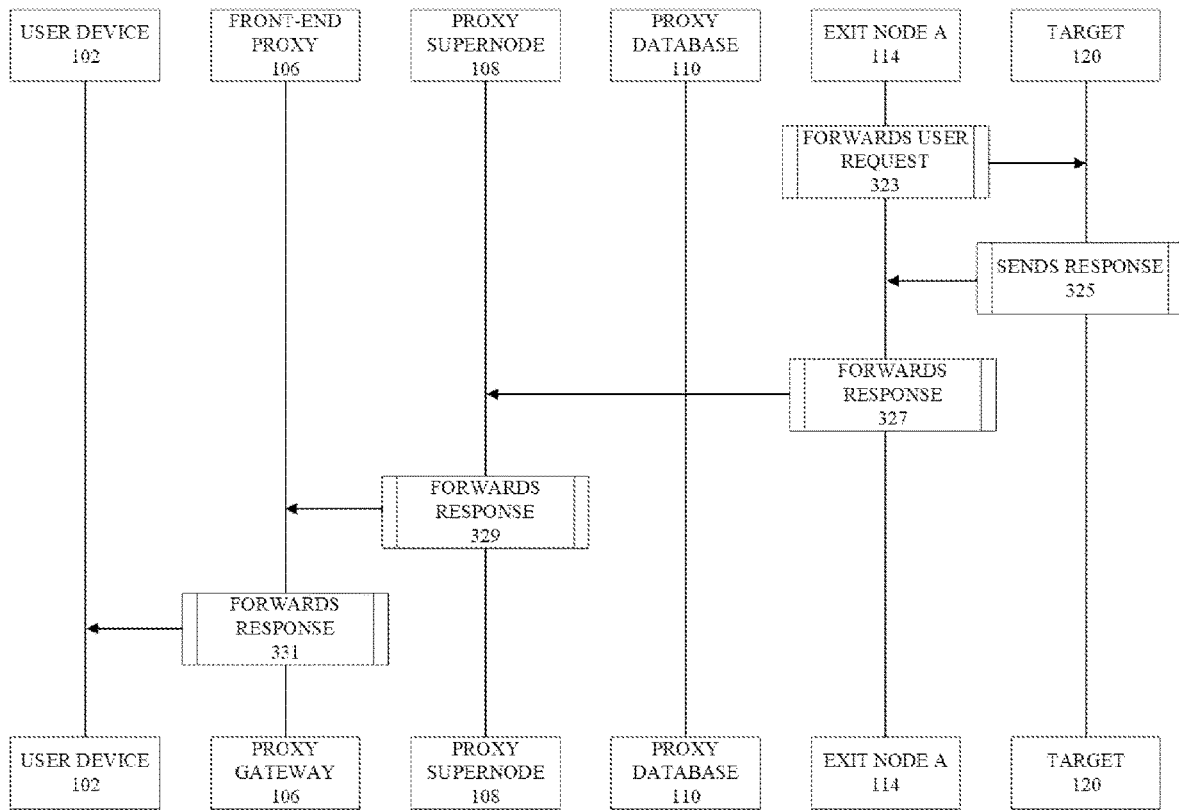 USER DEVICE
102
FRONT-END
PROXY
106
PROXY
SUPERNODE
108
PROXY
DATABASE
110
EXIT NODE A
114
TARGET
120
FORWARDS USER
REQUEST
323
SENDS RESPONSE
325
FORWARDS
RESPONSE
327
FORWARDS
RESPONSE
329
FORWARDS
RESPONSE
331
USER DEVICE
102
PROXY
GATEWAY
106
PROXY
SUPERNODE
108
PROXY
DATABASE
110
EXIT NODE A
114
TARGET
120